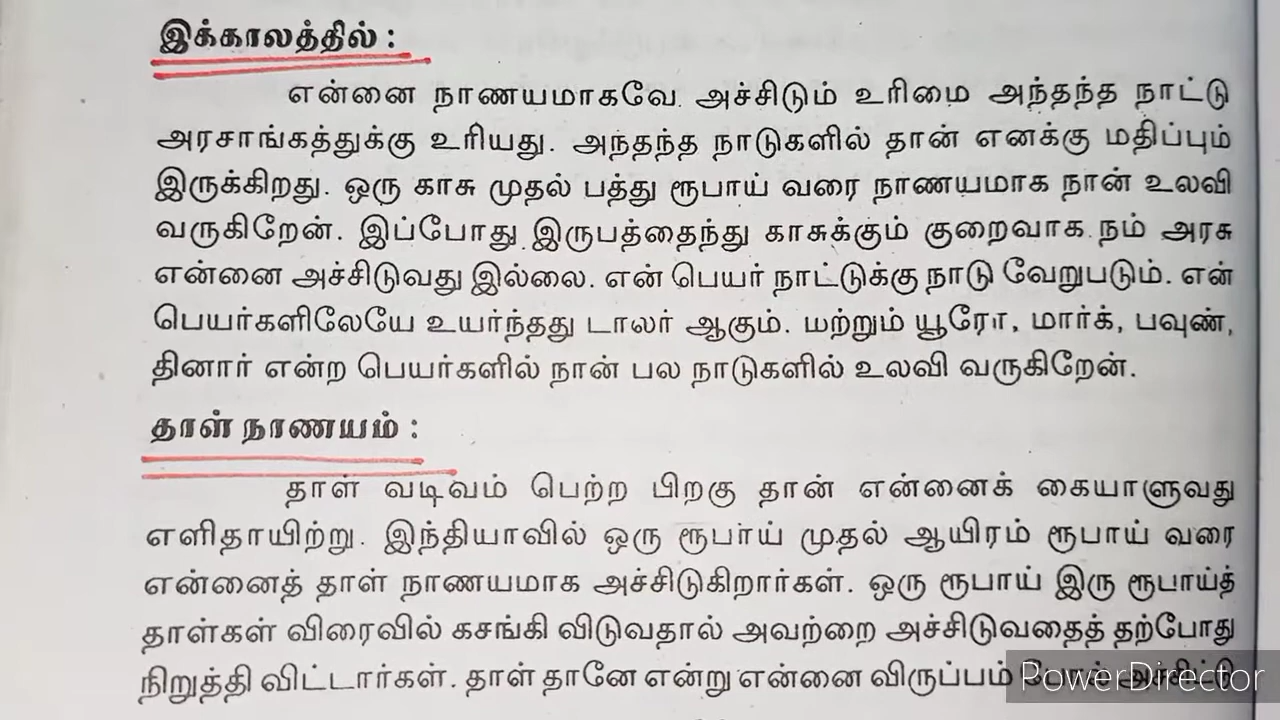 இக்காலத்தில் :
என்னை நாணயமாகவே அச்சிடும் உரிமை அந்தந்த நாட்டு
அரசாங்கத்துக்கு உரியது. அந்தந்த நாடுகளில் தான் எனக்கு மதிப்பும்
இருக்கிறது. ஒரு காசு முதல் பத்து ரூபாய் வரை நாணயமாக நான் உலவி
வருகிறேன். இப்போது இருபத்தைந்து காசுக்கும் குறைவாக நம் அரசு
என்னை அச்சிடுவது இல்லை. என் பெயர் நாட்டுக்கு நாடு வேறுபடும். என்
பெயர்களிலேயே உயர்ந்தது டாலர் ஆகும். மற்றும் யூரோ, மார்க், பவுண்,
தினார் என்ற பெயர்களில் நான் பல நாடுகளில் உலவி வருகிறேன்.
தாள் நாணயம் :
தாள் வடிவம் பெற்ற பிறகு தான் என்னைக் கையாளுவது
எளிதாயிற்று. இந்தியாவில் ஒரு ரூபாய் முதல் ஆயிரம் ரூபாய் வரை
என்னைத் தாள் நாணயமாக அச்சிடுகிறார்கள். ஒரு ரூபாய் இரு ரூபாய்த்
தாள்கள் விரைவில் கசங்கி விடுவதால் அவற்றை அச்சிடுவதைத் தற்போது
நிறுத்தி விட்டார்கள். தாள் தானே என்று என்னை விருப்பம்
PowerDirector